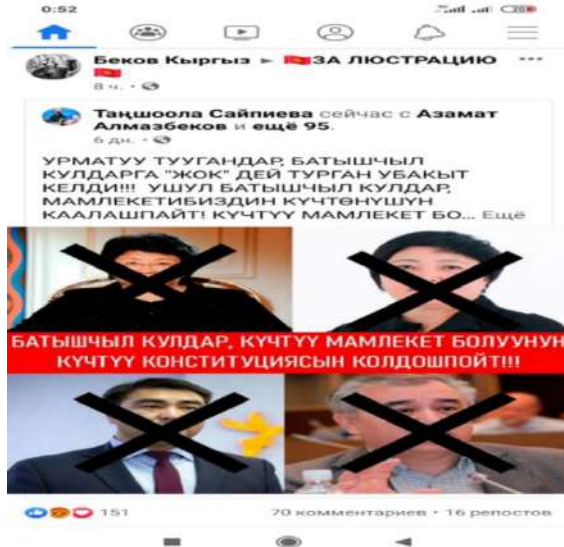 0:52
Беков Кыргыз ▸ 🇰🇬ЗА ЛЮСТРАЦИЮ
🇰🇬
8 ч. •
Таңшоола Сайпиева сейчас с Азамат
Алмазбеков и ещё 95.
6 дн. •
УРМАТУУ ТУУГАНДАР, БАТЫШЧЫЛ
КУЛДАРГА "ЖОК" ДЕЙ ТУРГАН УБАКЫТ
КЕЛДИ!!! УШУЛ БАТЫШЧЫЛ КУЛДАР,
МАМЛЕКЕТИБИЗДИН КҮЧТӨНҮШҮН
КААЛАШПАЙТ! КҮЧТҮҮ МАМЛЕКЕТ БО... Ещё
БАТЫШЧЫЛ КУЛДАР, КҮЧТҮҮ МАМЛЕКЕТ БОЛУУНУН
КҮЧТҮҮ КОНСТИТУЦИЯСЫН КОЛДОШПОЙТ!!!
151
70 комментариев • 16 репостов